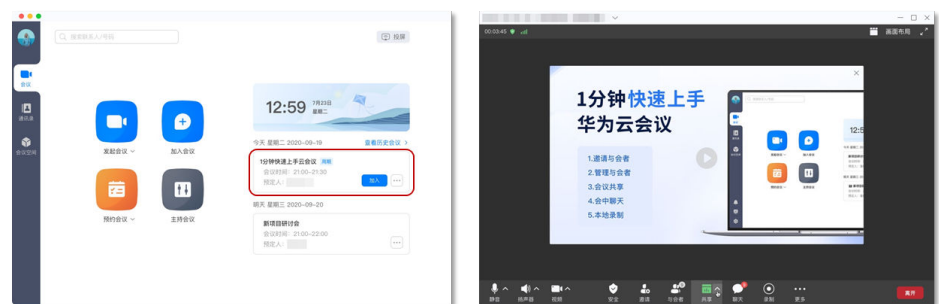 搜索联系人/号码
投屏
会议
通讯录
会议空间
12:59 7月23日
星期二
发起会议
加入会议
预约会议
主持会议
今天 星期二 2020-09-19 查看历史会议 >
1分钟快速上手云会议 周期
会议时间: 21:00-21:30
预定人:
加入
明天 星期三 2020-09-20
新项目研讨会
会议时间: 21:00-22:00
预定人:
00:03:45
画面布局
1分钟快速上手
华为云会议
1.邀请与会者
2.管理与会者
3.会议共享
4.会中聊天
5.本地录制
12:5
静音
扬声器
视频
安全
邀请
与会者
共享
聊天
录制
更多
离开